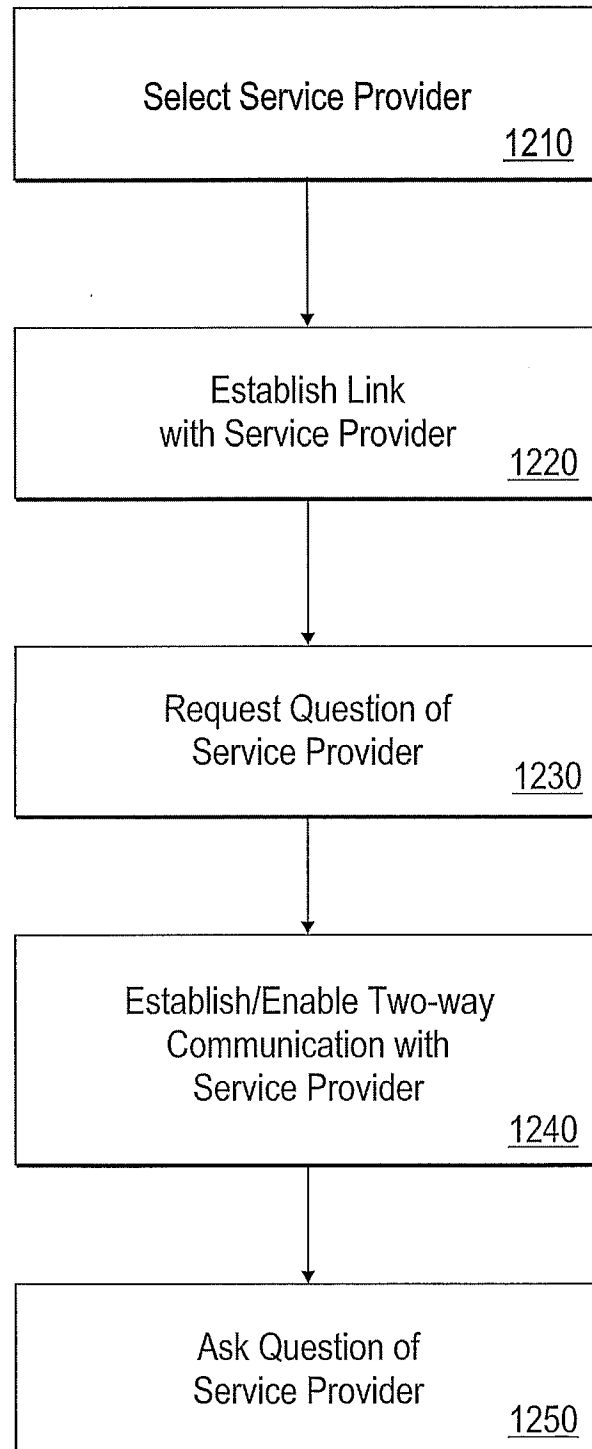 Select Service Provider
1210
Establish Link
with Service Provider
1220
Request Question of
Service Provider
1230
Establish/Enable Two-way
Communication with
Service Provider
1240
Ask Question of
Service Provider
1250